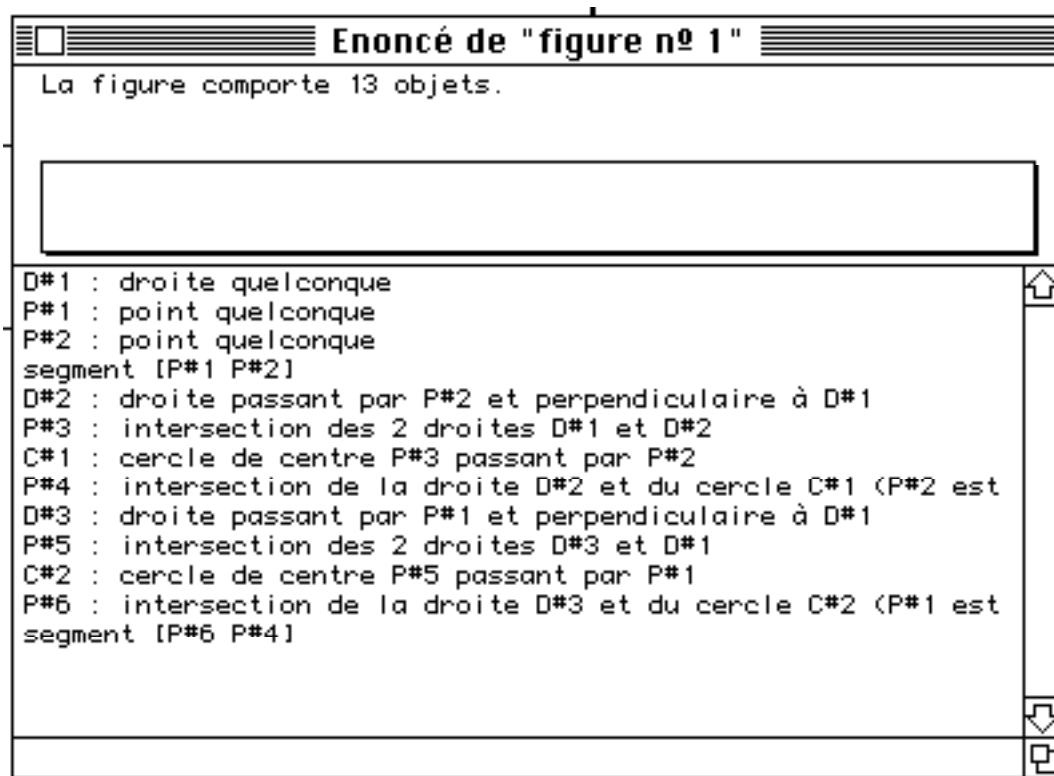 Enoncé de "figure nº 1"
La figure comporte 13 objets.
D#1 : droite quelconque
P#1 : point quelconque
P#2 : point quelconque
segment [P#1 P#2]
D#2 : droite passant par P#2 et perpendiculaire à D#1
P#3 : intersection des 2 droites D#1 et D#2
C#1 : cercle de centre P#3 passant par P#2
P#4 : intersection de la droite D#2 et du cercle C#1 (P#2 est
D#3 : droite passant par P#1 et perpendiculaire à D#1
P#5 : intersection des 2 droites D#3 et D#1
C#2 : cercle de centre P#5 passant par P#1
P#6 : intersection de la droite D#3 et du cercle C#2 (P#1 est
segment [P#6 P#4]